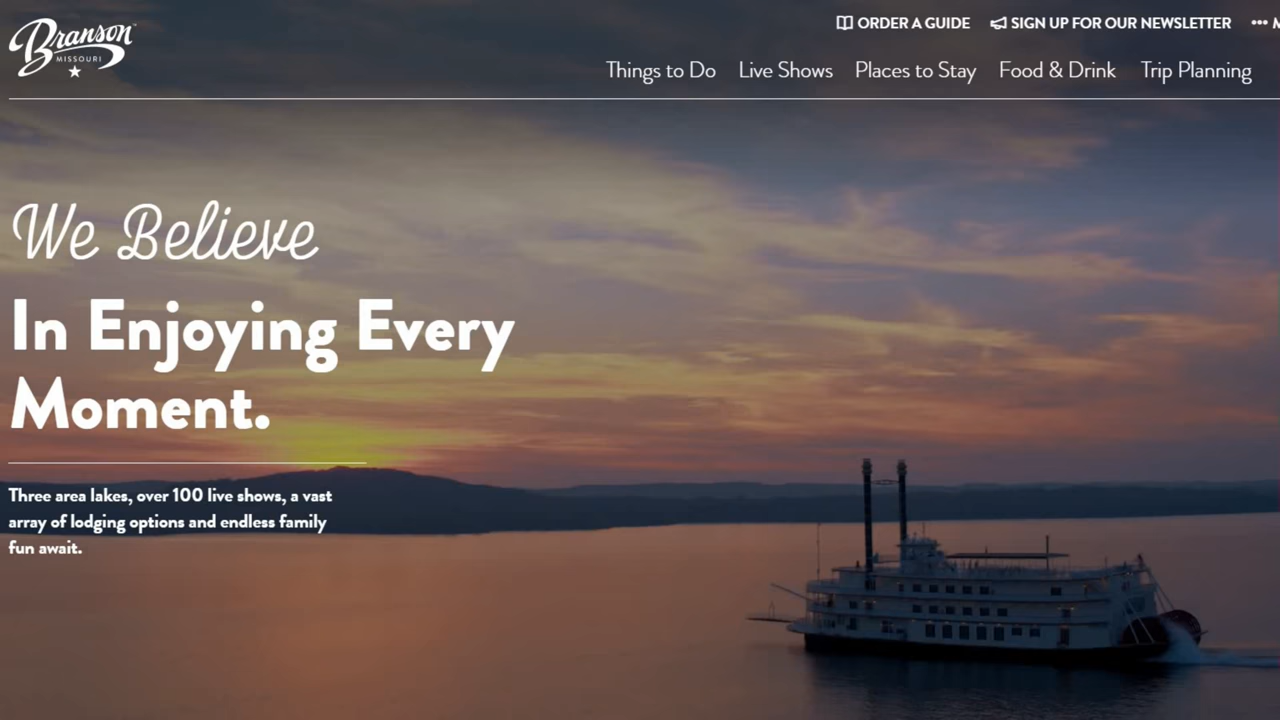 Branson
MISSOURI
ORDER A GUIDE
SIGN UP FOR OUR NEWSLETTER
Things to Do
Live Shows
Places to Stay
Food & Drink
Trip Planning
We Believe
In Enjoying Every
Moment.
Three area lakes, over 100 live shows, a vast
array of lodging options and endless family
fun await.